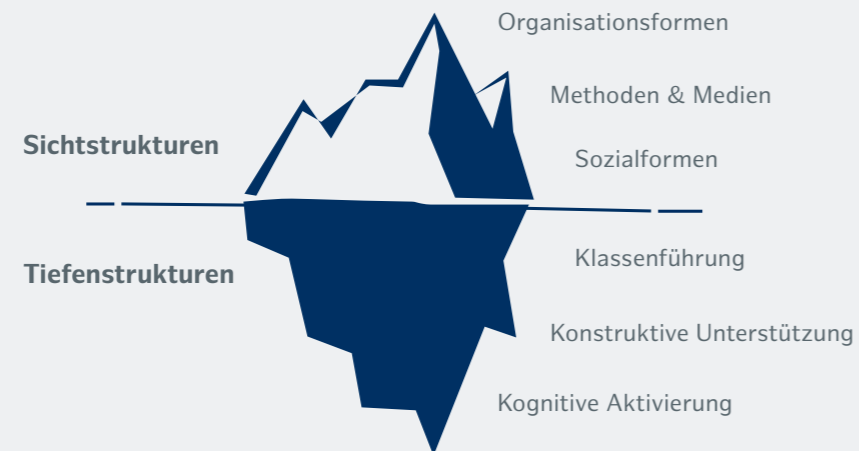 Organisationsformen
Methoden & Medien
Sichtstrukturen
Sozialformen
Klassenführung
Tiefenstrukturen
Konstruktive Unterstützung
Kognitive Aktivierung